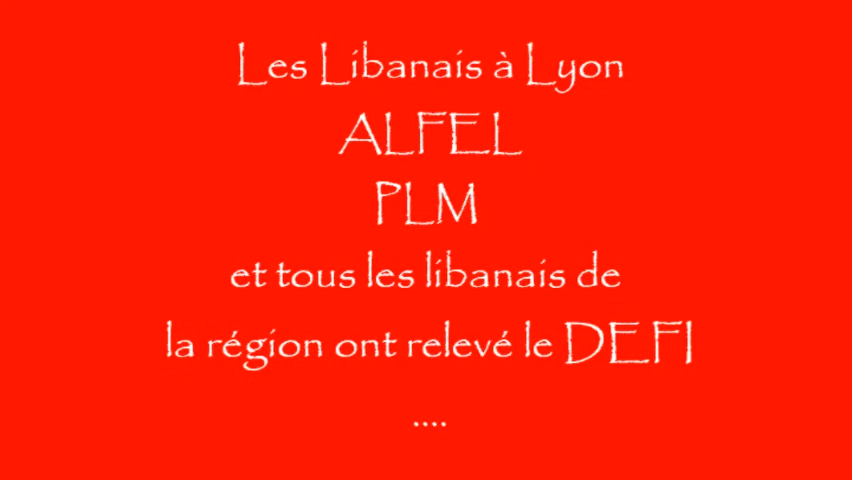 Les Libanais à Lyon
ALFEL
PLM
et tous les libanais de
la région ont relevé le DEFI
....